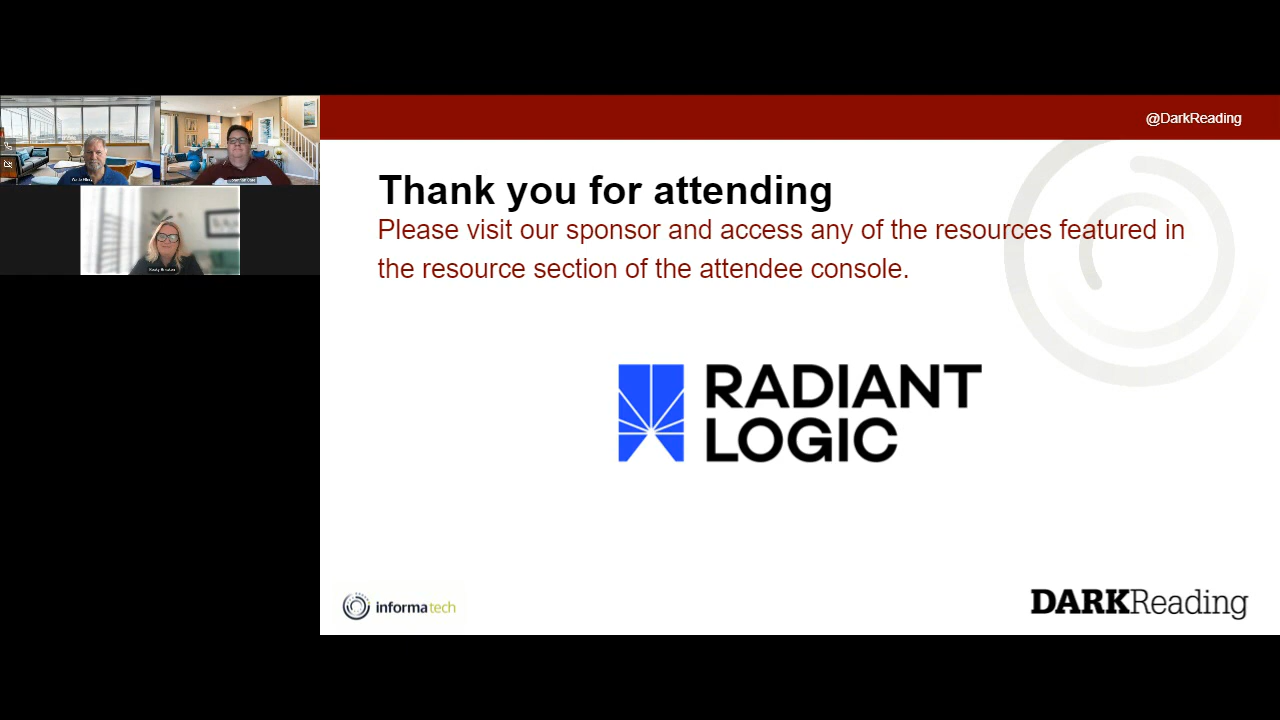 @DarkReading
Thank you for attending
Please visit our sponsor and access any of the resources featured in
the resource section of the attendee console.
RADIANT
LOGIC
informa tech
DARKReading